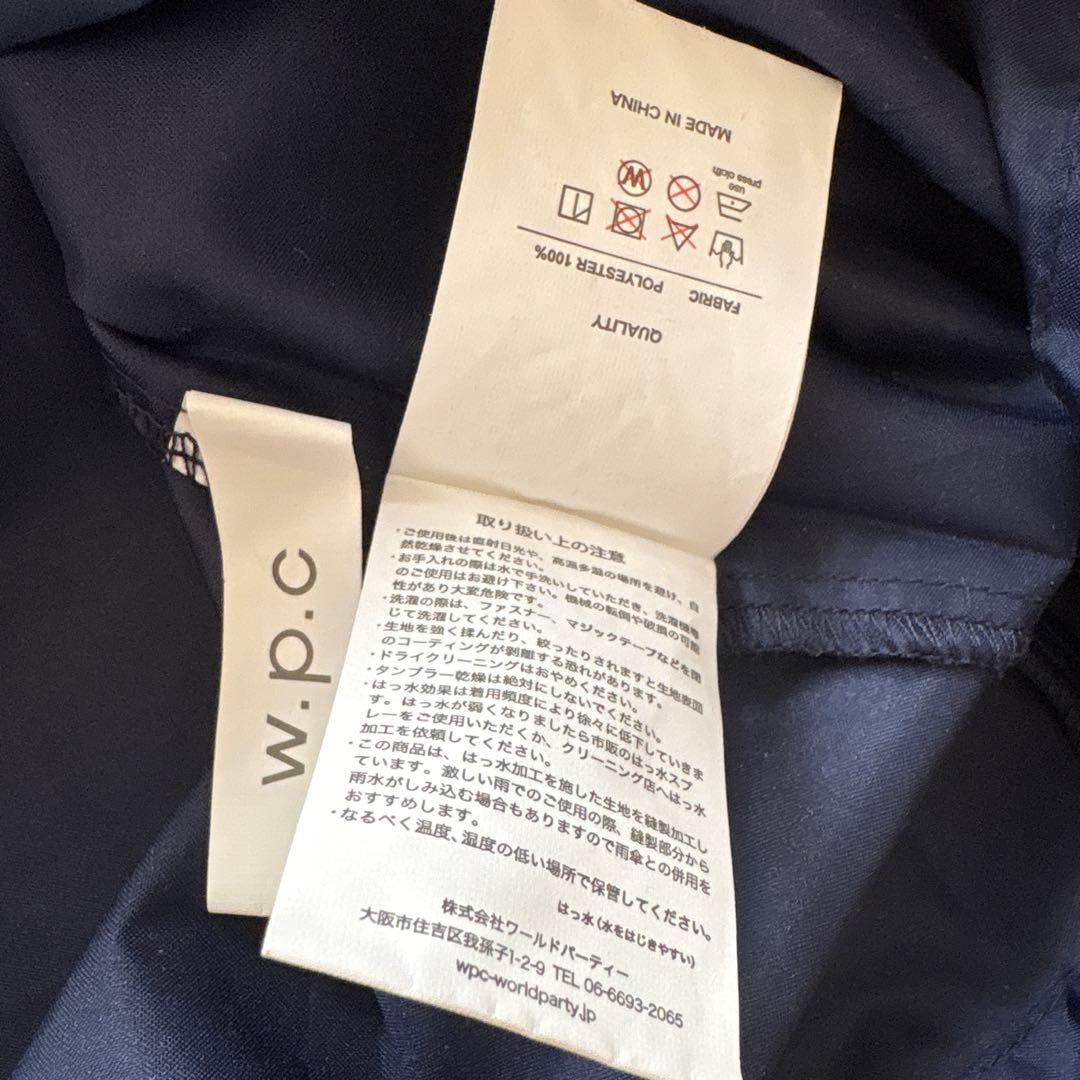 w.p.c
QUALITY
FABRIC POLYESTER 100%
use
press cloth
MADE IN CHINA
取り扱い上の注意
・ご使用後は直射日光や、高温多湿の場所を避け、自
然乾燥させてください。
・お手入れの際は水で手洗いしていただき、洗濯機等
のご使用はお避け下さい。機械の転倒や破損の可能
性があり大変危険です。
・洗濯の際は、ファスナー、マジックテープなどを閉
じて洗濯してください。
・生地を強く揉んだり、絞ったりされますと生地表面
のコーティングが剥離する恐れがあります。
・ドライクリーニングはおやめください。
・タンブラー乾燥は絶対にしないでください。
・はっ水効果は着用頻度により徐々に低下していきま
す。はっ水が弱くなりましたら市販のはっ水スプ
レーをご使用いただくか、クリーニング店へはっ水
加工を依頼してください。
・この商品は、はっ水加工を施した生地を縫製加工し
ています。激しい雨でのご使用の際、縫製部分から
雨水がしみ込む場合もありますので雨傘との併用を
おすすめします。
・なるべく温度、湿度の低い場所で保管してください。
はっ水(水をはじきやすい)
株式会社ワールドパーティー
大阪市住吉区我孫子1-2-9 TEL 06-6693-2065
wpc-worldparty.jp